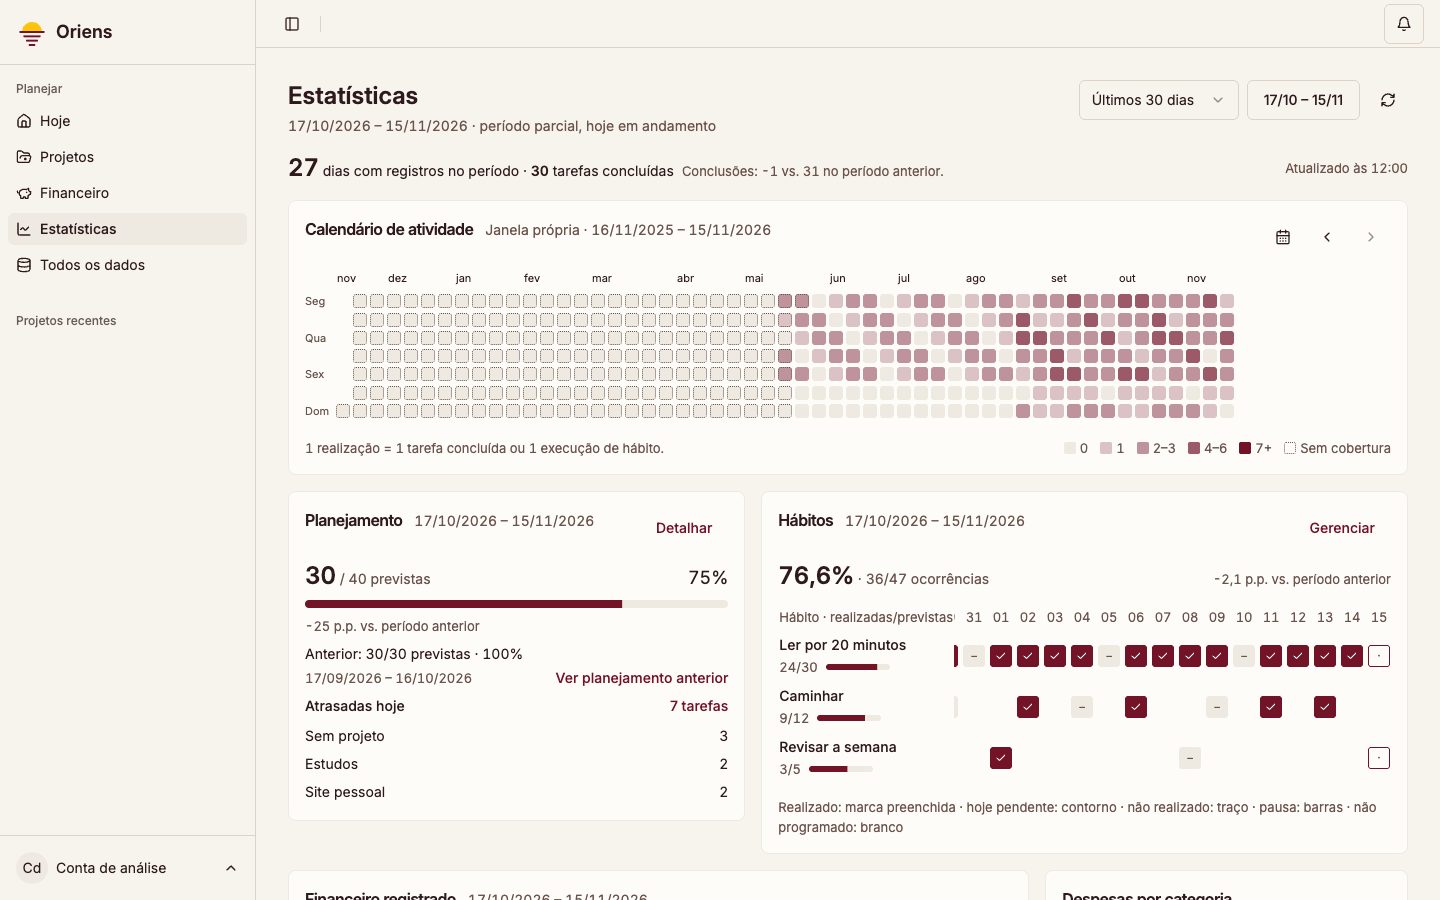 Oriens
Planejar
Hoje
Projetos
Financeiro
Estatísticas
Todos os dados
Projetos recentes
Cd Conta de análise
Estatísticas
17/10/2026 – 15/11/2026 · período parcial, hoje em andamento
Últimos 30 dias
17/10 – 15/11
27 dias com registros no período · 30 tarefas concluídas Conclusões: -1 vs. 31 no período anterior.
Atualizado às 12:00
Calendário de atividade Janela própria · 16/11/2025 – 15/11/2026
nov dez jan fev mar abr mai jun jul ago set out nov
Seg
Qua
Sex
Dom
1 realização = 1 tarefa concluída ou 1 execução de hábito.
0 1 2–3 4–6 7+ Sem cobertura
Planejamento 17/10/2026 – 15/11/2026
Detalhar
30 / 40 previstas 75%
-25 p.p. vs. período anterior
Anterior: 30/30 previstas · 100%
17/09/2026 – 16/10/2026 Ver planejamento anterior
Atrasadas hoje 7 tarefas
Sem projeto 3
Estudos 2
Site pessoal 2
Hábitos 17/10/2026 – 15/11/2026
Gerenciar
76,6% · 36/47 ocorrências -2,1 p.p. vs. período anterior
Hábito · realizadas/previstas 31 01 02 03 04 05 06 07 08 09 10 11 12 13 14 15
Ler por 20 minutos
24/30
Caminhar
9/12
Revisar a semana
3/5
Realizado: marca preenchida · hoje pendente: contorno · não realizado: traço · pausa: barras · não
programado: branco
Financeiro registrado 17/10/2026 – 15/11/2026
Despesas por categoria